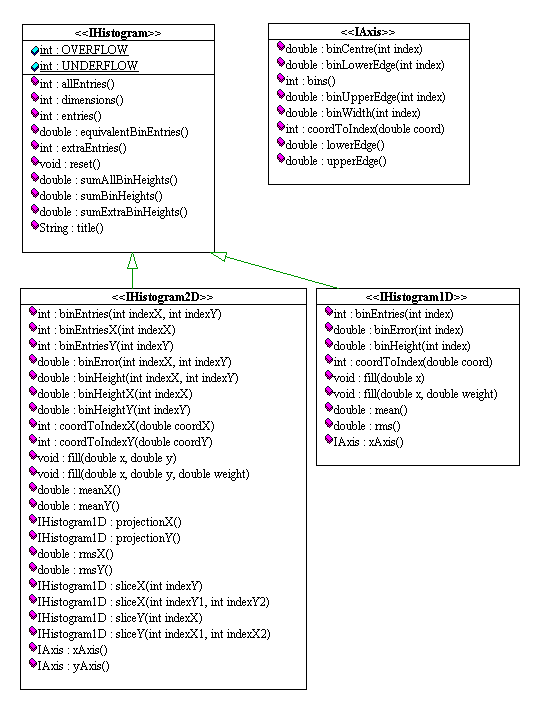 <<IHistogram>>
int : OVERFLOW
int : UNDERFLOW
int : allEntries()
int : dimensions()
int : entries()
double : equivalentBinEntries()
int : extraEntries()
void : reset()
double : sumAllBinHeights()
double : sumBinHeights()
double : sumExtraBinHeights()
String : title()
<<IAxis>>
double : binCentre(int index)
double : binLowerEdge(int index)
int : bins()
double : binUpperEdge(int index)
double : binWidth(int index)
int : coordToIndex(double coord)
double : lowerEdge()
double : upperEdge()
<<IHistogram2D>>
int : binEntries(int indexX, int indexY)
int : binEntriesX(int indexX)
int : binEntriesY(int indexY)
double : binError(int indexX, int indexY)
double : binHeight(int indexX, int indexY)
double : binHeightX(int indexX)
double : binHeightY(int indexY)
int : coordToIndexX(double coordX)
int : coordToIndexY(double coordY)
void : fill(double x, double y)
void : fill(double x, double y, double weight)
double : meanX()
double : meanY()
IHistogram1D : projectionX()
IHistogram1D : projectionY()
double : rmsX()
double : rmsY()
IHistogram1D : sliceX(int indexY)
IHistogram1D : sliceX(int indexY1, int indexY2)
IHistogram1D : sliceY(int indexX)
IHistogram1D : sliceY(int indexX1, int indexX2)
IAxis : xAxis()
IAxis : yAxis()
<<IHistogram1D>>
int : binEntries(int index)
double : binError(int index)
double : binHeight(int index)
int : coordToIndex(double coord)
void : fill(double x)
void : fill(double x, double weight)
double : mean()
double : rms()
IAxis : xAxis()